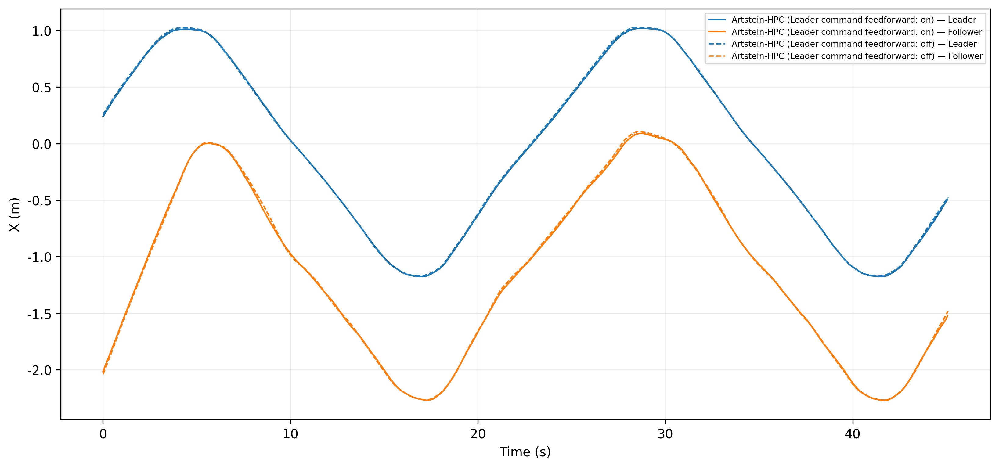 Artstein-HPC (Leader command feedforward: on) — Leader
Artstein-HPC (Leader command feedforward: on) — Follower
Artstein-HPC (Leader command feedforward: off) — Leader
Artstein-HPC (Leader command feedforward: off) — Follower
1.0
0.5
0.0
-0.5
-1.0
-1.5
-2.0
X (m)
0 10 20 30 40
Time (s)